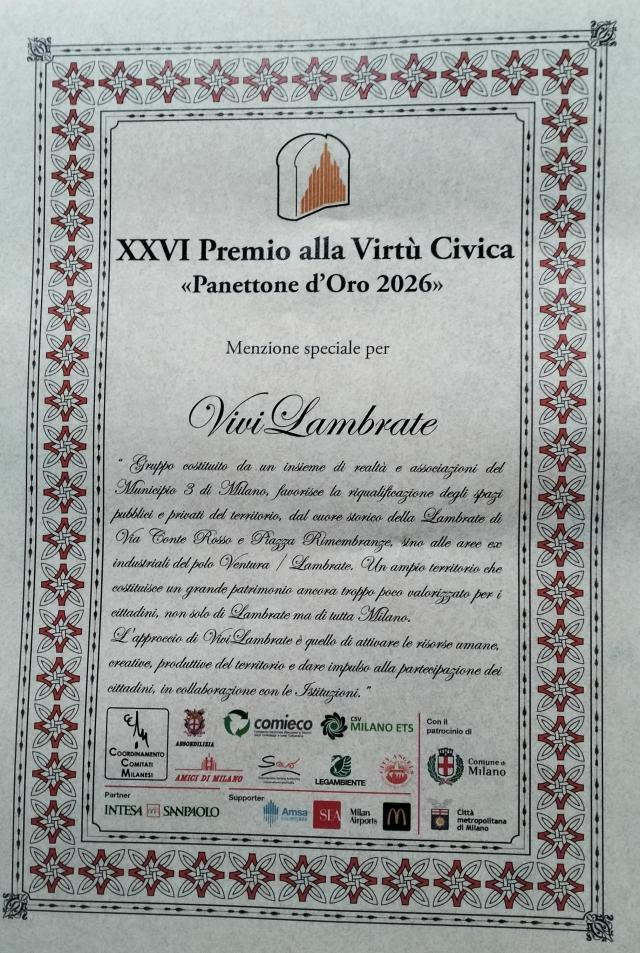 XXVI Premio alla Virtù Civica
«Panettone d'Oro 2026»
Menzione speciale per
ViviLambrate
" Gruppo costituito da un insieme di realtà e associazioni del
Municipio 3 di Milano, favorisce la riqualificazione degli spazi
pubblici e privati del territorio, dal cuore storico della Lambrate di
Via Conte Rosso e Piazza Rimembranze, sino alle aree ex
industriali del polo Ventura / Lambrate. Un ampio territorio che
costituisce un grande patrimonio ancora troppo poco valorizzato per i
cittadini, non solo di Lambrate ma di tutta Milano.
L'approccio di ViviLambrate è quello di attivare le risorse umane,
creative, produttive del territorio e dare impulso alla partecipazione dei
cittadini, in collaborazione con le Istituzioni. "
COORDINAMENTO
COMITATI
MILANESI
ASSOEDILIZIA
comieco
CSV
MILANO ETS
AMICI DI MILANO
LEGAMBIENTE
Con il
patrocinio di
Comune di
Milano
Città
metropolitana
di Milano
Partner
INTESA SANPAOLO
Supporter
Amsa
SEA
Milan
Airports